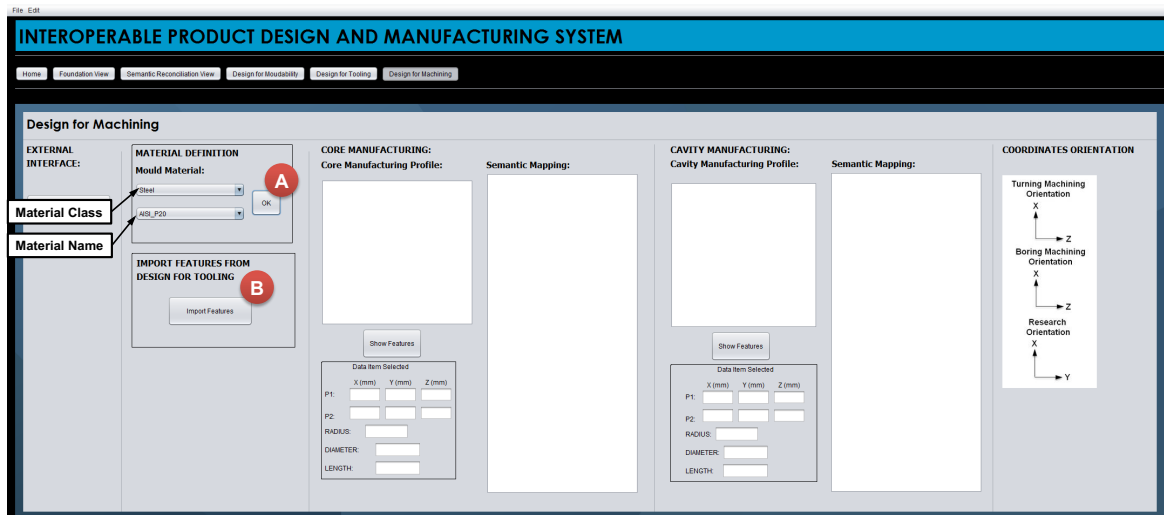 File Edit
INTEROPERABLE PRODUCT DESIGN AND MANUFACTURING SYSTEM
Home Foundation View Semantic Reconciliation View Design for Moudability Design for Tooling Design for Machining
Design for Machining
EXTERNAL
INTERFACE:
MATERIAL DEFINITION
Mould Material:
Steel
AISI_P20
OK
A
Material Class
Material Name
IMPORT FEATURES FROM
DESIGN FOR TOOLING
B
Import Features
CORE MANUFACTURING:
Core Manufacturing Profile:
Semantic Mapping:
Show Features
Data Item Selected
X (mm) Y (mm) Z (mm)
P1:
P2:
RADIUS:
DIAMETER:
LENGTH:
CAVITY MANUFACTURING:
Cavity Manufacturing Profile:
Semantic Mapping:
Show Features
Data Item Selected
X (mm) Y (mm) Z (mm)
P1:
P2:
RADIUS:
DIAMETER:
LENGTH:
COORDINATES ORIENTATION
Turning Machining
Orientation
X
Z
Boring Machining
Orientation
X
Z
Research
Orientation
X
Y